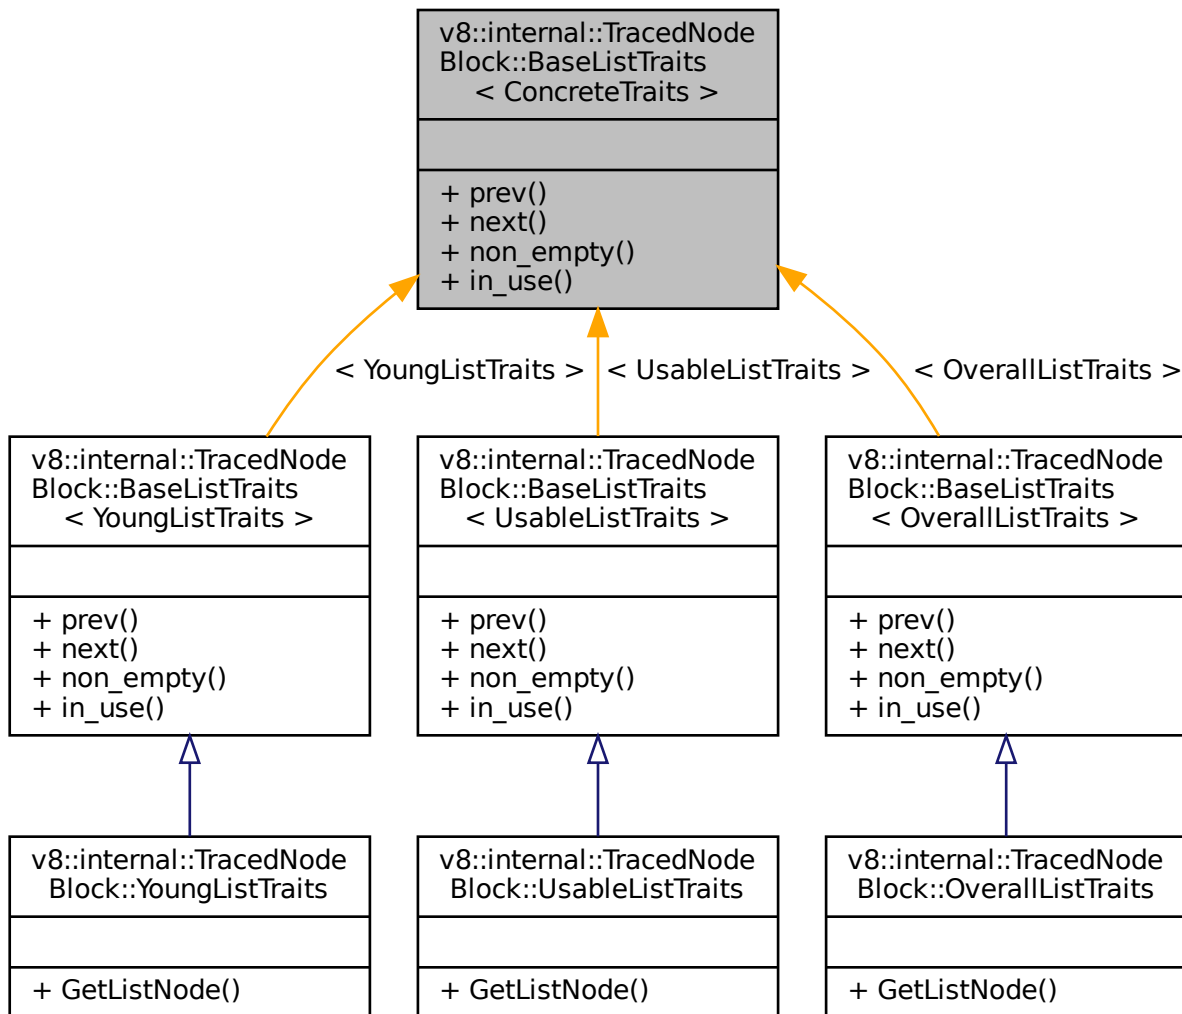 v8::internal::TracedNode
Block::BaseListTraits
< ConcreteTraits >
+ prev()
+ next()
+ non_empty()
+ in_use()
< YoungListTraits >
< UsableListTraits >
< OverallListTraits >
v8::internal::TracedNode
Block::BaseListTraits
< YoungListTraits >
+ prev()
+ next()
+ non_empty()
+ in_use()
v8::internal::TracedNode
Block::BaseListTraits
< UsableListTraits >
+ prev()
+ next()
+ non_empty()
+ in_use()
v8::internal::TracedNode
Block::BaseListTraits
< OverallListTraits >
+ prev()
+ next()
+ non_empty()
+ in_use()
v8::internal::TracedNode
Block::YoungListTraits
+ GetListNode()
v8::internal::TracedNode
Block::UsableListTraits
+ GetListNode()
v8::internal::TracedNode
Block::OverallListTraits
+ GetListNode()